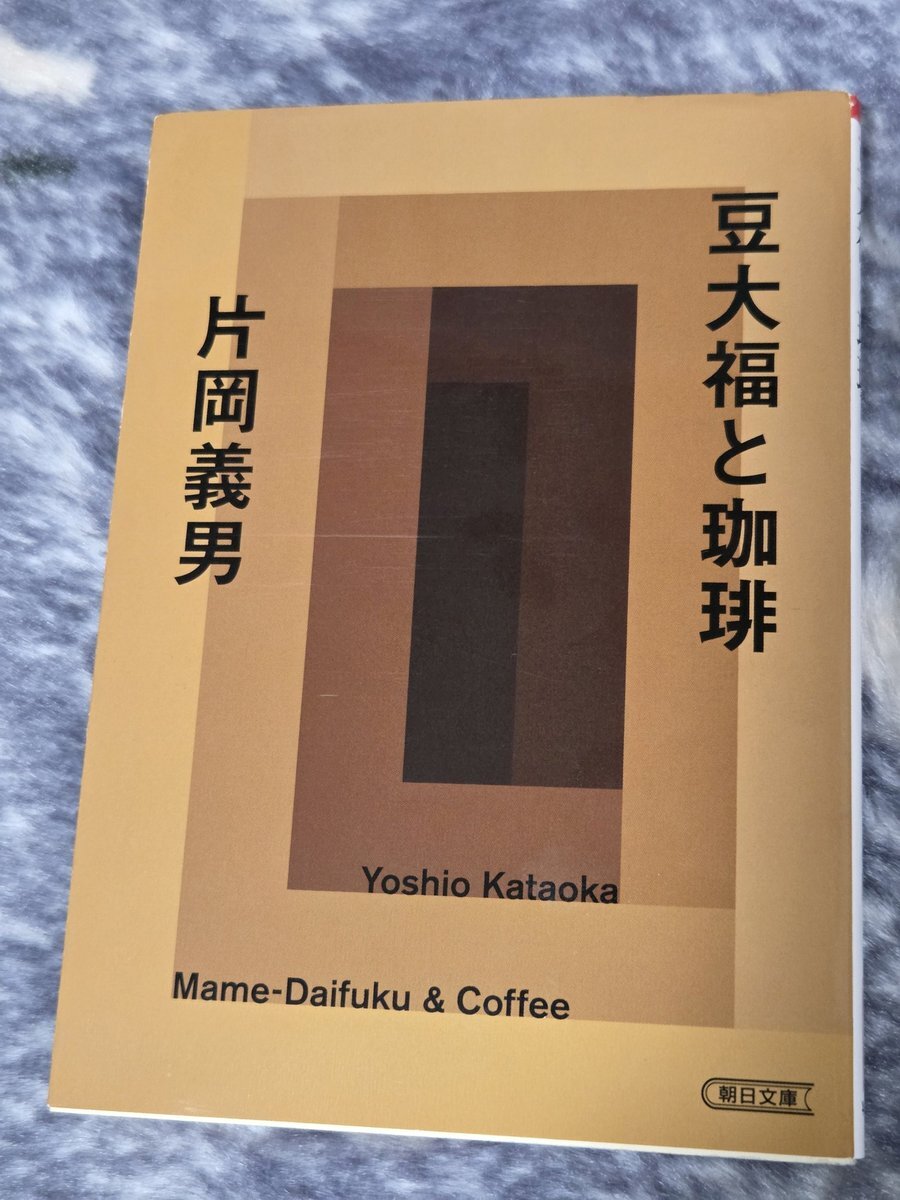 豆大福と珈琲
片岡義男
Yoshio Kataoka
Mame-Daifuku & Coffee
朝日文庫